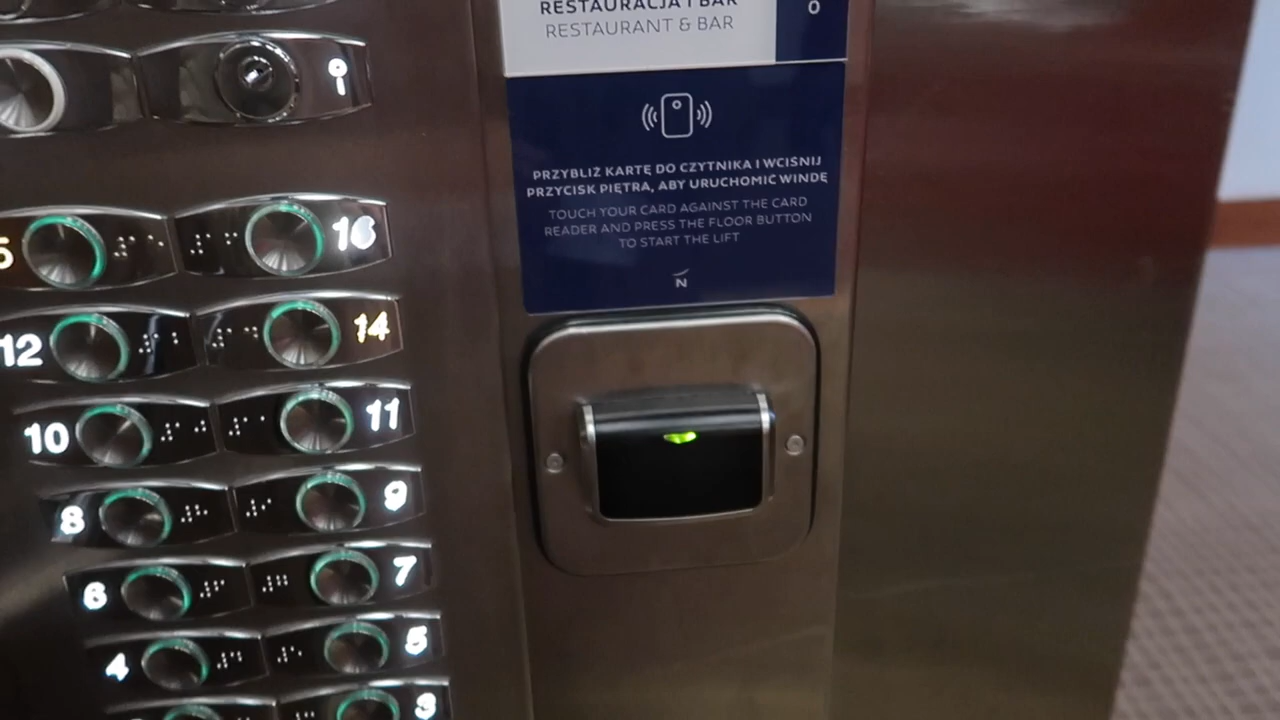 RESTAURACJA I BAR
RESTAURANT & BAR
0
PRZYBLIŻ KARTĘ DO CZYTNIKA I WCIŚNIJ
PRZYCISK PIĘTRA, ABY URUCHOMIĆ WINDĘ
TOUCH YOUR CARD AGAINST THE CARD
READER AND PRESS THE FLOOR BUTTON
TO START THE LIFT
N
5 16
12 14
10 11
8 9
6 7
4 5
3